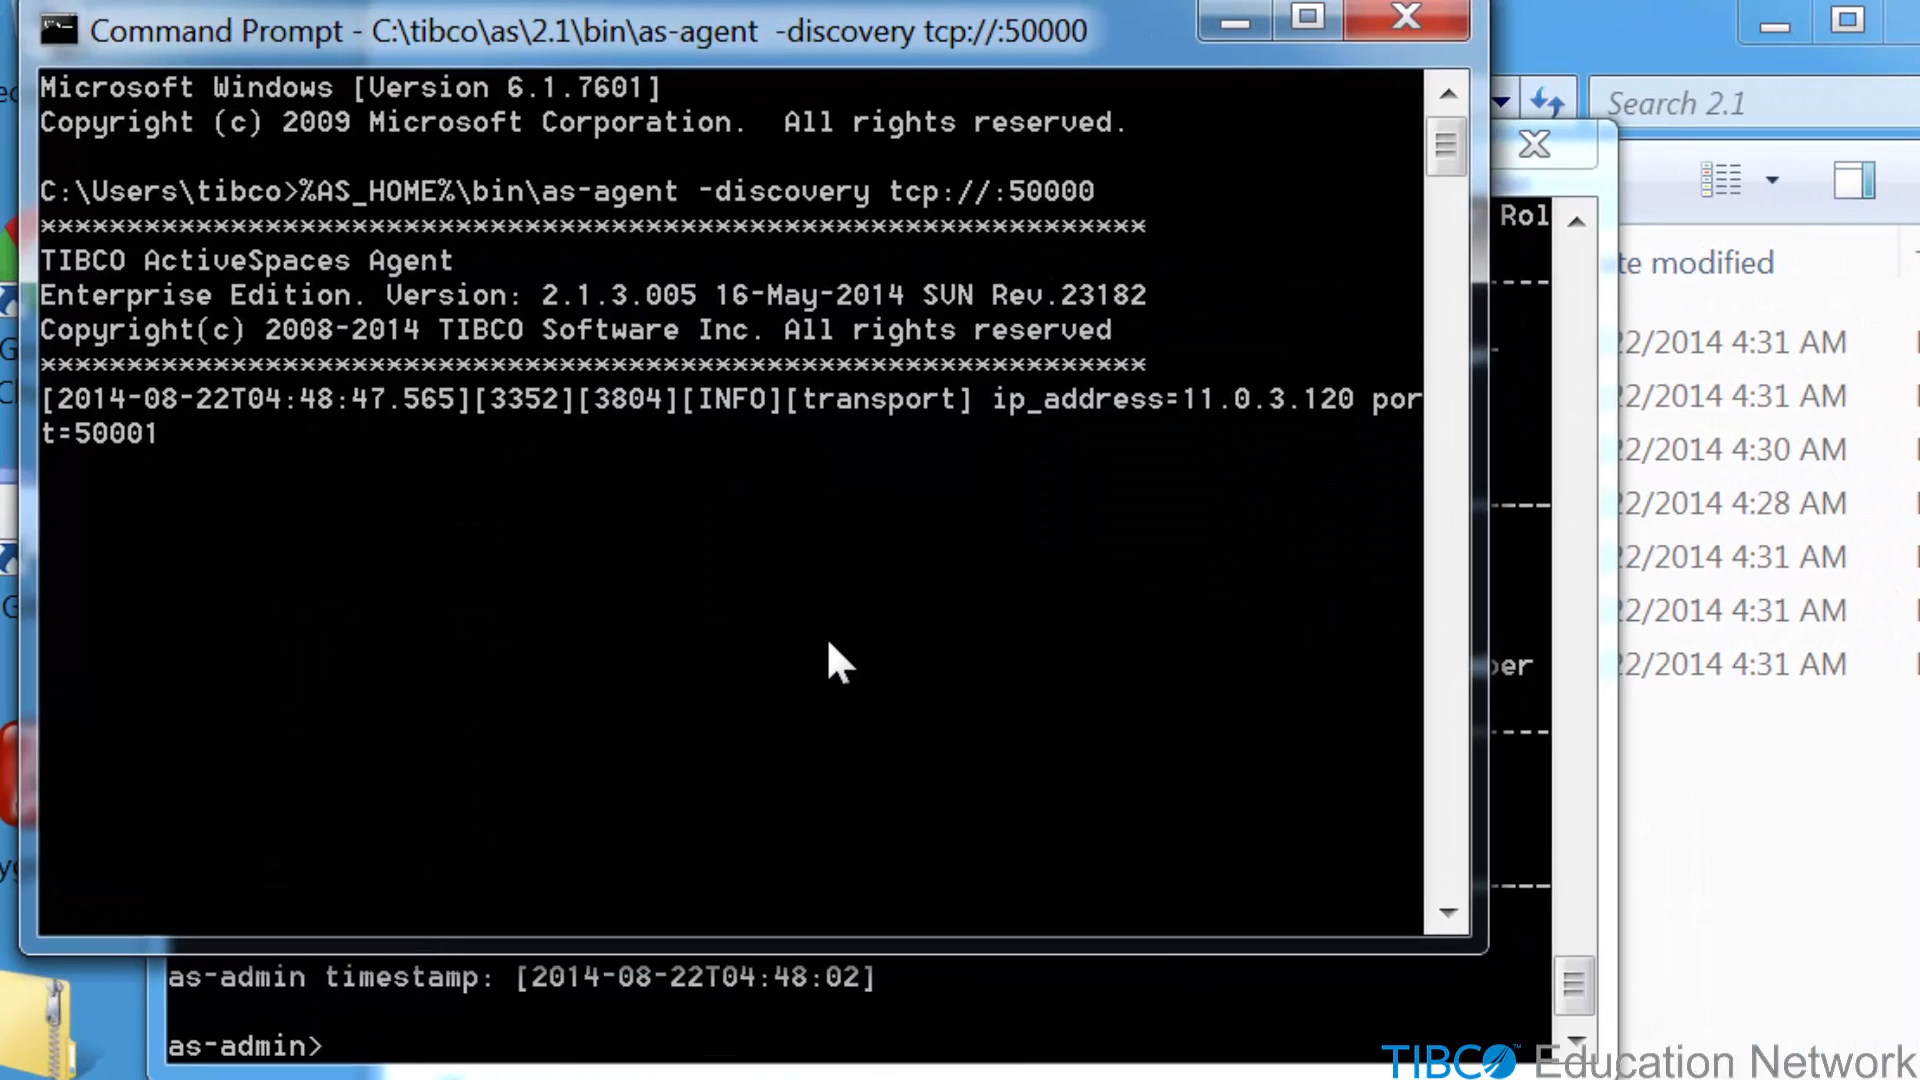 Command Prompt - C:\tibco\as\2.1\bin\as-agent  -discovery tcp://:50000
Microsoft Windows [Version 6.1.7601]
Copyright (c) 2009 Microsoft Corporation.  All rights reserved.
C:\Users\tibco>%AS_HOME%\bin\as-agent -discovery tcp://:50000
****************************************************************
TIBCO ActiveSpaces Agent
Enterprise Edition. Version: 2.1.3.005 16-May-2014 SVN Rev.23182
Copyright(c) 2008-2014 TIBCO Software Inc. All rights reserved
****************************************************************
[2014-08-22T04:48:47.565][3352][3804][INFO][transport] ip_address=11.0.3.120 por
t=50001
Search 2.1
Rol
te modified
22/2014 4:31 AM
22/2014 4:31 AM
22/2014 4:30 AM
22/2014 4:28 AM
22/2014 4:31 AM
22/2014 4:31 AM
22/2014 4:31 AM
ber
as-admin timestamp: [2014-08-22T04:48:02]
as-admin>
TIBCO™ Education Network